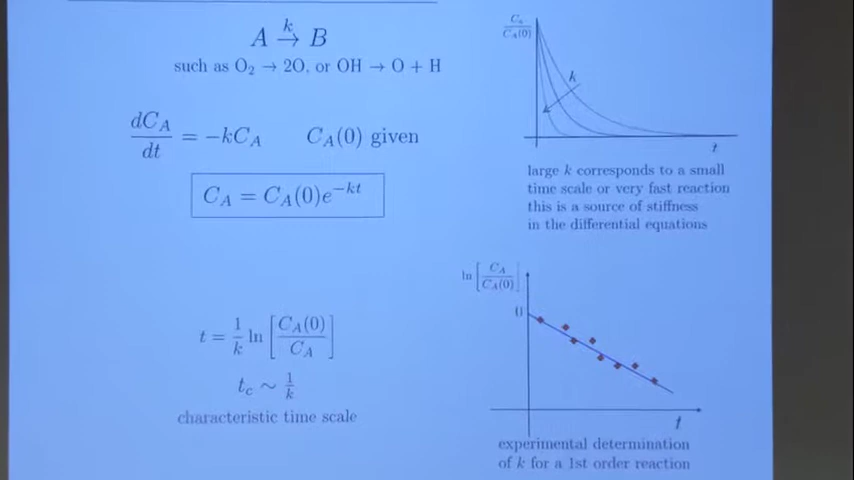 A \xrightarrow{k} B
such as O₂ → 2O, or OH → O + H
dC_A/dt = −kC_A C_A(0) given
C_A = C_A(0)e^{−kt}
t = 1/k ln [C_A(0)/C_A]
t_c ∼ 1/k
characteristic time scale
C_A/C_A(0)
k
t
large k corresponds to a small
time scale or very fast reaction
this is a source of stiffness
in the differential equations
ln [C_A/C_A(0)]
0
t
experimental determination
of k for a 1st order reaction